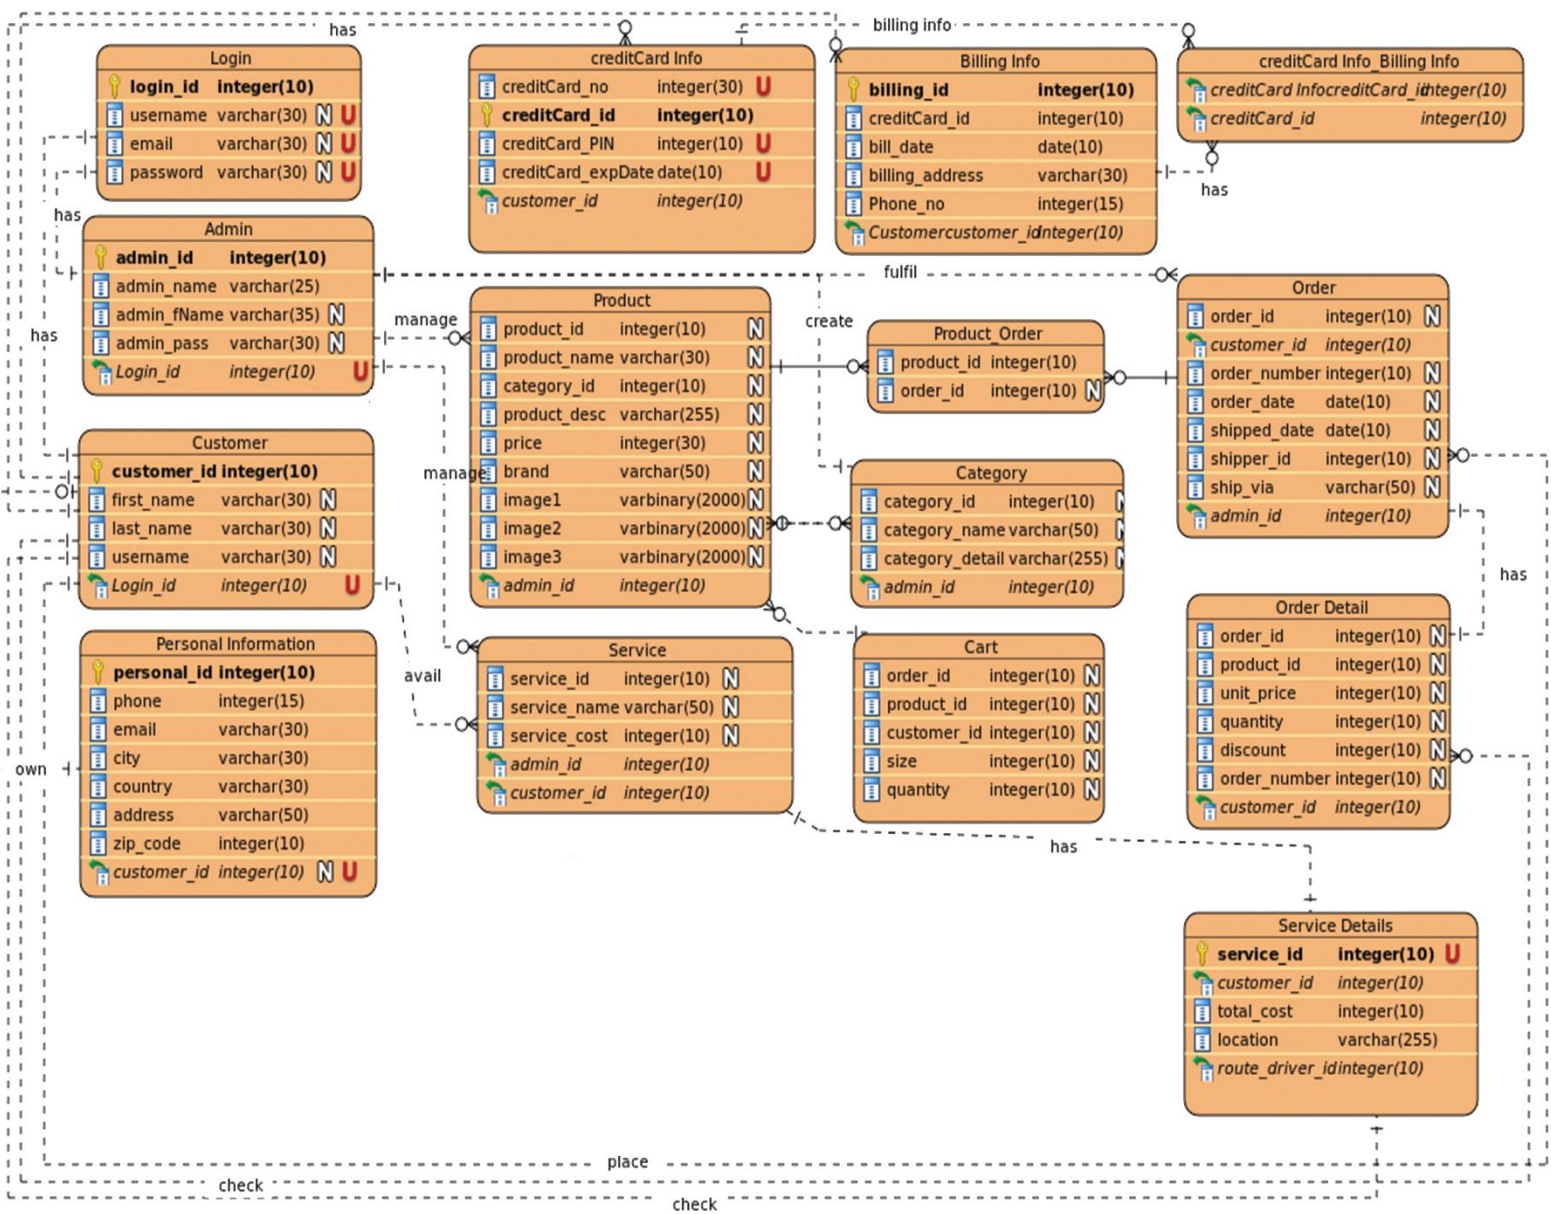 has
billing info
Login
login_id integer(10)
username varchar(30) N U
email varchar(30) N U
password varchar(30) N U
creditCard Info
creditCard_no integer(30) U
creditCard_id integer(10)
creditCard_PIN integer(10) U
creditCard_expDate date(10) U
customer_id integer(10)
Billing Info
billing_id integer(10)
creditCard_id integer(10)
bill_date date(10)
billing_address varchar(30)
Phone_no integer(15)
Customercustomer_id integer(10)
creditCard Info_Billing Info
creditCard InfocreditCard_id integer(10)
creditCard_id integer(10)
has
has
Admin
admin_id integer(10)
admin_name varchar(25)
admin_fName varchar(35) N
admin_pass varchar(30) N
Login_id integer(10) U
fulfil
manage
create
has
manage
Product
product_id integer(10) N
product_name varchar(30) N
category_id integer(10) N
product_desc varchar(255) N
price integer(30) N
brand varchar(50) N
image1 varbinary(2000) N
image2 varbinary(2000) N
image3 varbinary(2000) N
admin_id integer(10)
Product_Order
product_id integer(10)
order_id integer(10) N
Order
order_id integer(10) N
customer_id integer(10)
order_number integer(10) N
order_date date(10) N
shipped_date date(10) N
shipper_id integer(10) N
ship_via varchar(50) N
admin_id integer(10)
Customer
customer_id integer(10)
first_name varchar(30) N
last_name varchar(30) N
username varchar(30) N
Login_id integer(10) U
Category
category_id integer(10) N
category_name varchar(50) N
category_detail varchar(255) N
admin_id integer(10)
has
Personal Information
personal_id integer(10)
phone integer(15)
email varchar(30)
city varchar(30)
country varchar(30)
address varchar(50)
zip_code integer(10)
customer_id integer(10) N U
own
avail
Service
service_id integer(10) N
service_name varchar(50) N
service_cost integer(10) N
admin_id integer(10)
customer_id integer(10)
Cart
order_id integer(10) N
product_id integer(10) N
customer_id integer(10) N
size integer(10) N
quantity integer(10) N
Order Detail
order_id integer(10) N
product_id integer(10) N
unit_price integer(10) N
quantity integer(10) N
discount integer(10) N
order_number integer(10) N
customer_id integer(10)
has
Service Details
service_id integer(10) U
customer_id integer(10)
total_cost integer(10)
location varchar(255)
route_driver_id integer(10)
place
check
check